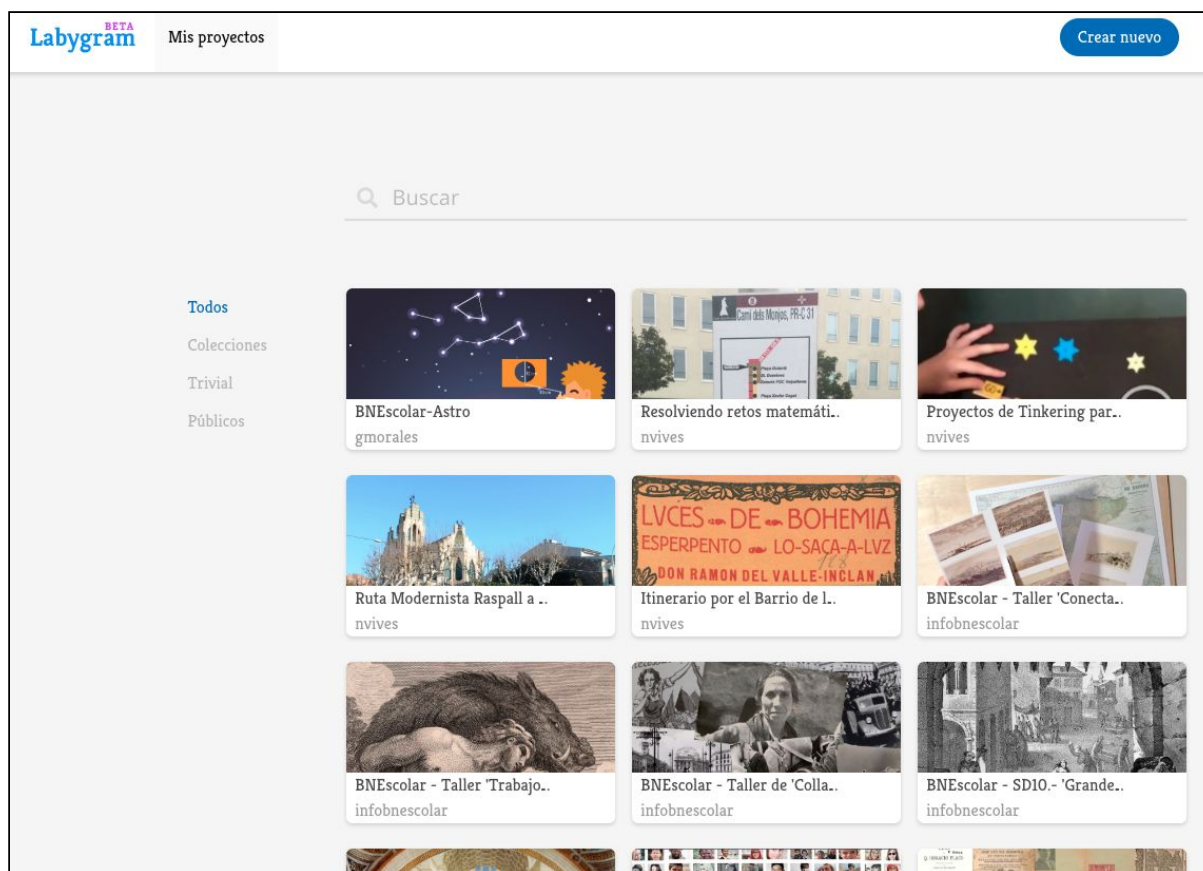 Labygram
BETA
Mis proyectos
Crear nuevo
Buscar
Todos
Colecciones
Trivial
Públicos
BNEscolar-Astro
gmorales
Camí dels Monjos, PR-C 31
Resolviendo retos matemáti...
nvives
Proyectos de Tinkering par...
nvives
Ruta Modernista Raspall a ...
nvives
LVCES DE BOHEMIA
ESPERPENTO LO-SACA-A-LVZ
DON RAMON DEL VALLE-INCLAN
Itinerario por el Barrio de l...
nvives
BNEscolar - Taller 'Conecta...
infobnescolar
BNEscolar - Taller 'Trabajo...
infobnescolar
BNEscolar - Taller de 'Colla...
infobnescolar
BNEscolar - SD10.- 'Grande...
infobnescolar